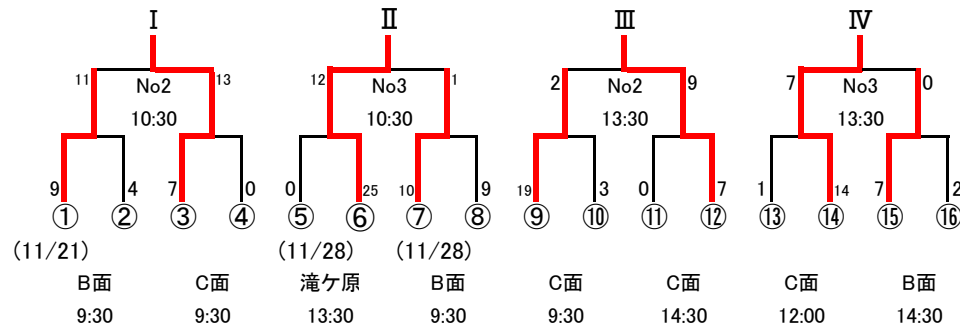 Ⅰ Ⅱ Ⅲ Ⅳ
11 13 12 1 2 9 7 0
No2 No3 No2 No3
10:30 10:30 13:30 13:30
9 4 7 0 0 25 10 9 19 3 0 7 1 14 7 2
① ② ③ ④ ⑤ ⑥ ⑦ ⑧ ⑨ ⑩ ⑪ ⑫ ⑬ ⑭ ⑮ ⑯
(11/21) (11/28) (11/28)
B面 C面 滝ケ原 B面 C面 C面 C面 B面
9:30 9:30 13:30 9:30 9:30 14:30 12:00 14:30